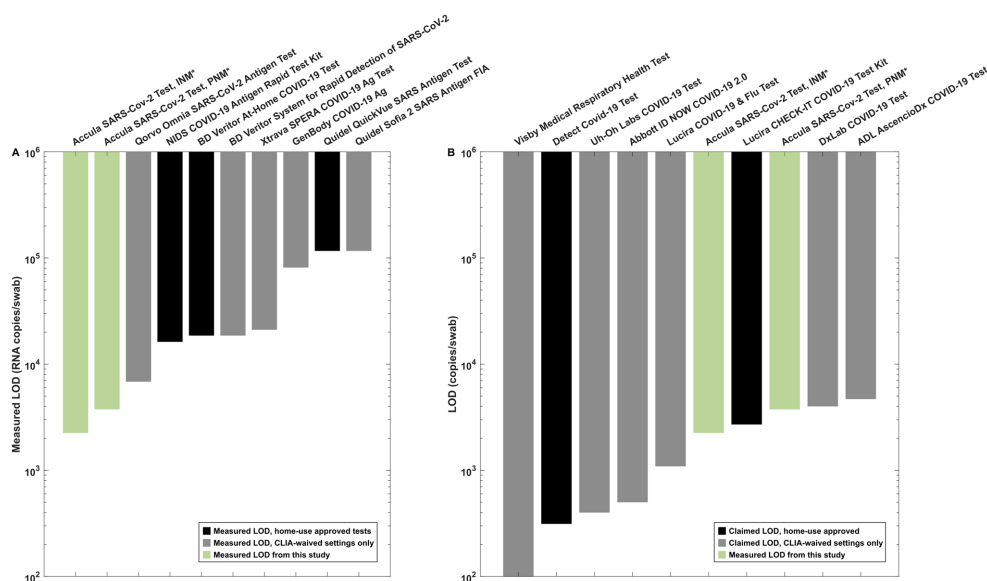 A
Accula SARS-Cov-2 Test, INM*
Accula SARS-Cov-2 Test, PNM*
Qorvo Omnia SARS-CoV-2 Antigen Test
NIDS COVID-19 Antigen Rapid Test Kit
BD Veritor At-Home COVID-19 Test
BD Veritor System for Rapid Detection of SARS-CoV-2
Xtrava SPERA COVID-19 Ag Test
GenBody COVID-19 Ag
Quidel QuickVue SARS Antigen Test
Quidel Sofia 2 SARS Antigen FIA
Measured LOD (RNA copies/swab)
10^6
10^5
10^4
10^3
10^2
Measured LOD, home-use approved tests
Measured LOD, CLIA-waived settings only
Measured LOD from this study
B
Visby Medical Respiratory Health Test
Detect Covid-19 Test
Uh-Oh Labs COVID-19 Test
Abbott ID NOW COVID-19 2.0
Lucira COVID-19 & Flu Test
Accula SARS-Cov-2 Test, INM*
Lucira CHECK-IT COVID-19 Test Kit
Accula SARS-Cov-2 Test, PNM*
DxLab COVID-19 Test
ADL AscencioDx COVID-19 Test
LOD (copies/swab)
10^6
10^5
10^4
10^3
10^2
Claimed LOD, home-use approved
Claimed LOD, CLIA-waived settings only
Measured LOD from this study